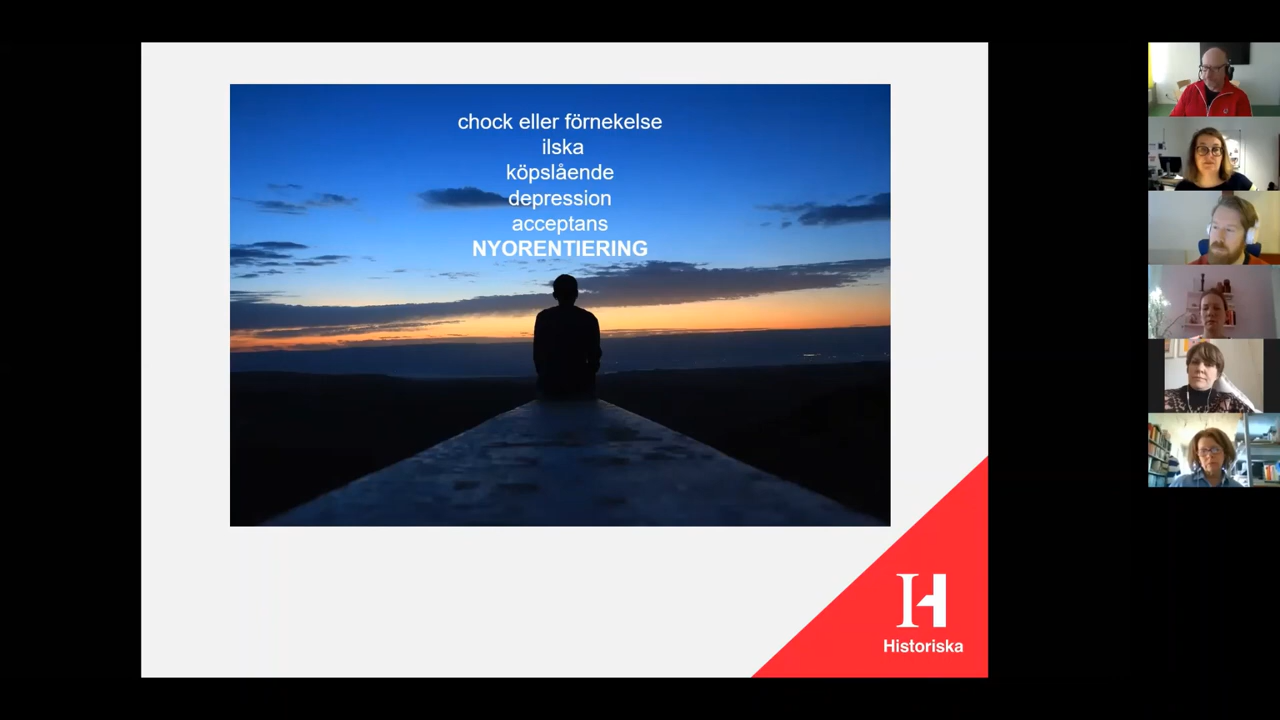 chock eller förnekelse
ilska
köpslående
depression
acceptans
NYORENTIERING
H
Historiska